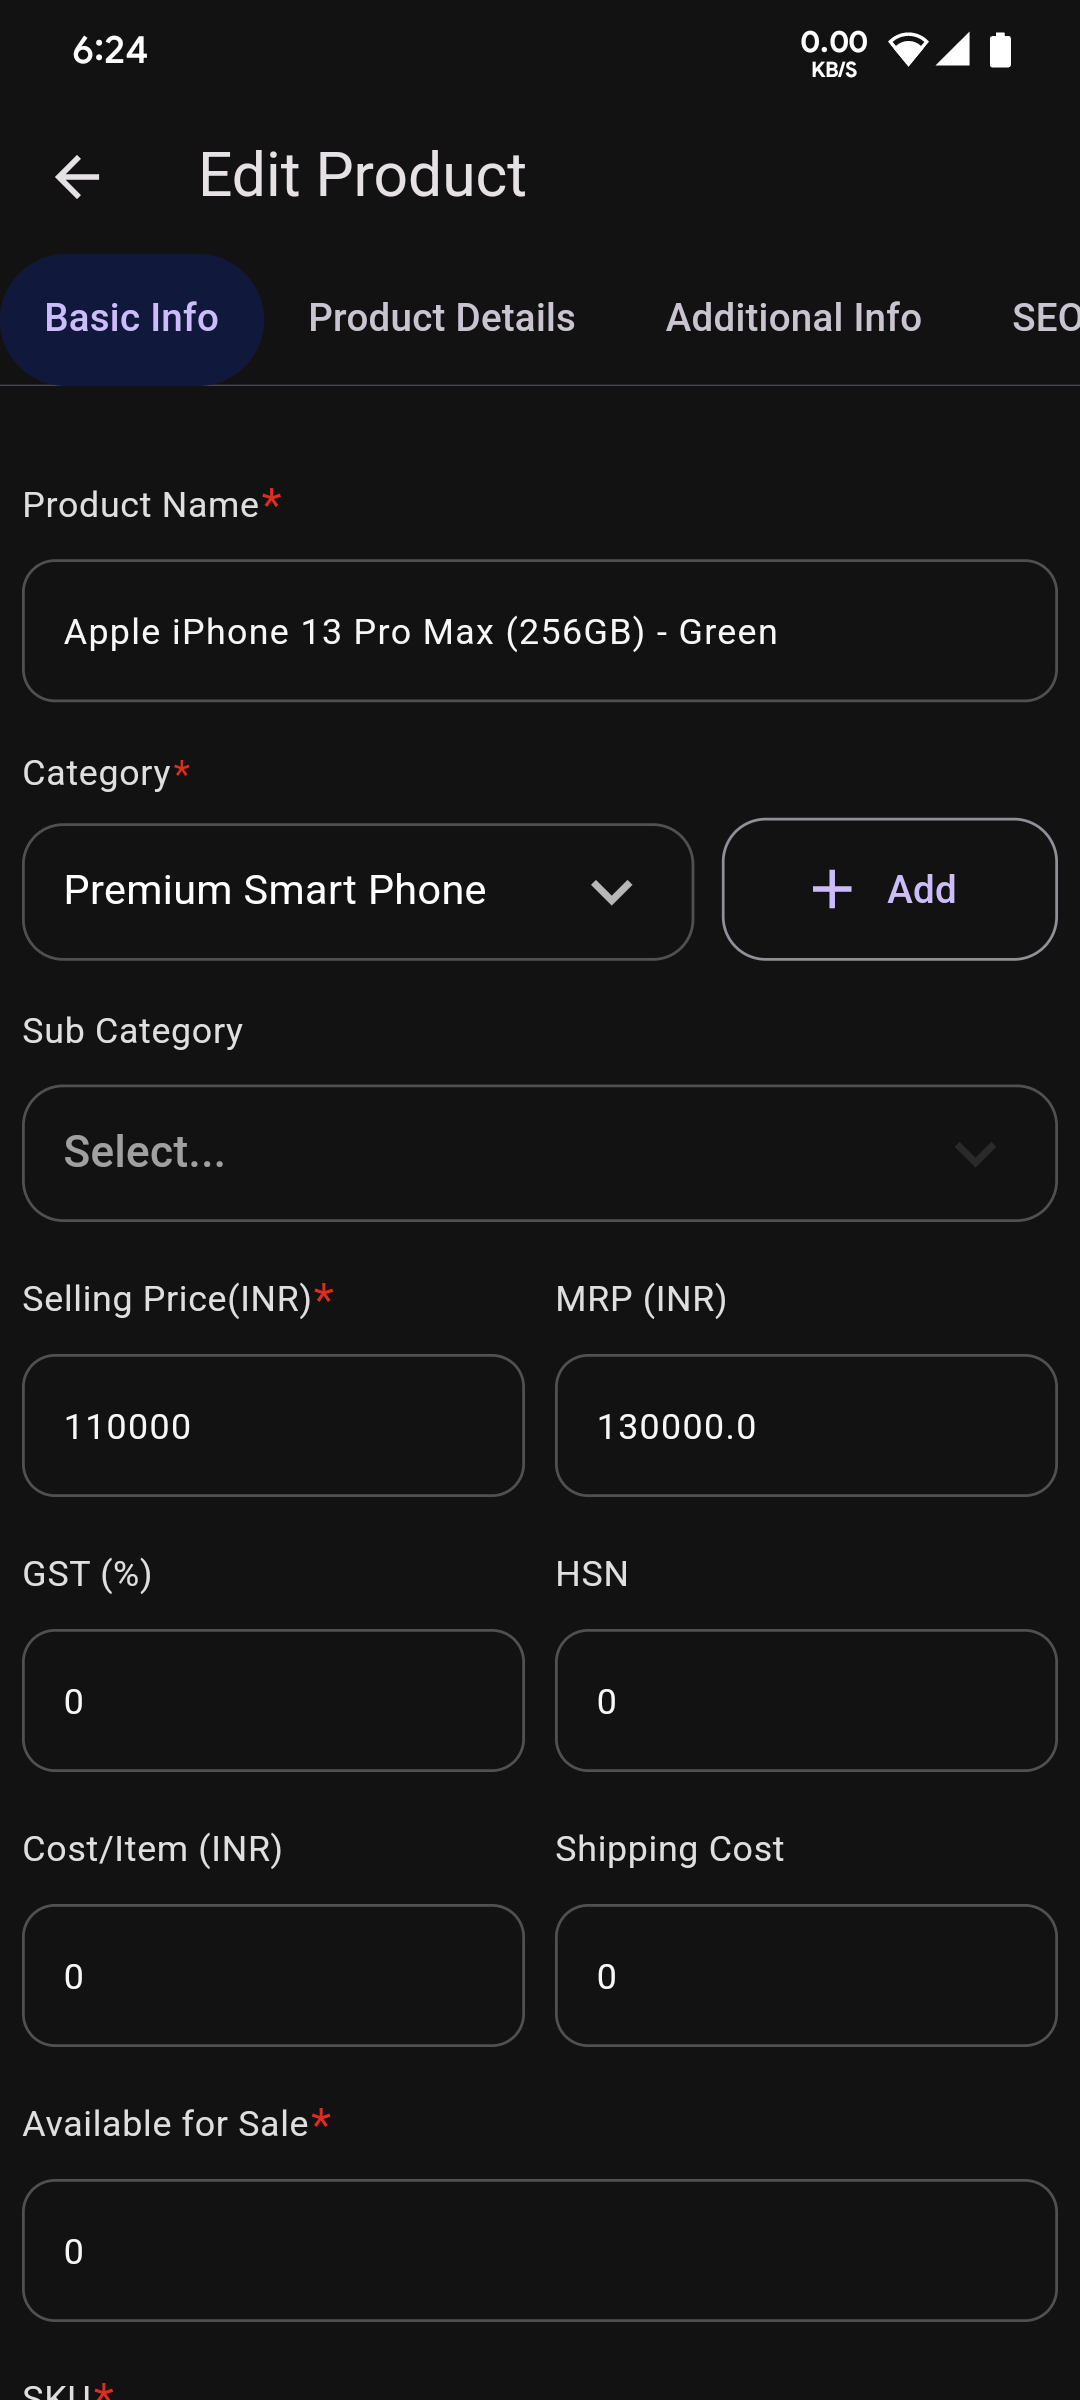 6:24
0.00
KB/S
Edit Product
Basic Info
Product Details
Additional Info
SEO
Product Name*
Apple iPhone 13 Pro Max (256GB) - Green
Category*
Premium Smart Phone
Add
Sub Category
Select...
Selling Price(INR)*
MRP (INR)
110000
130000.0
GST (%)
HSN
0
0
Cost/Item (INR)
Shipping Cost
0
0
Available for Sale*
0
SKU*